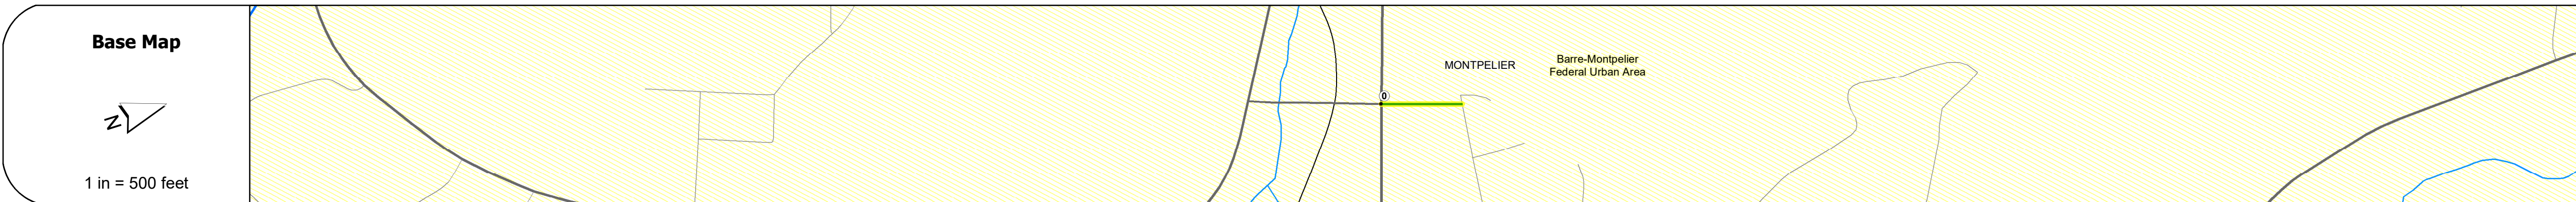 Base Map
N
1 in = 500 feet
0
MONTPELIER
Barre-Montpelier
Federal Urban Area